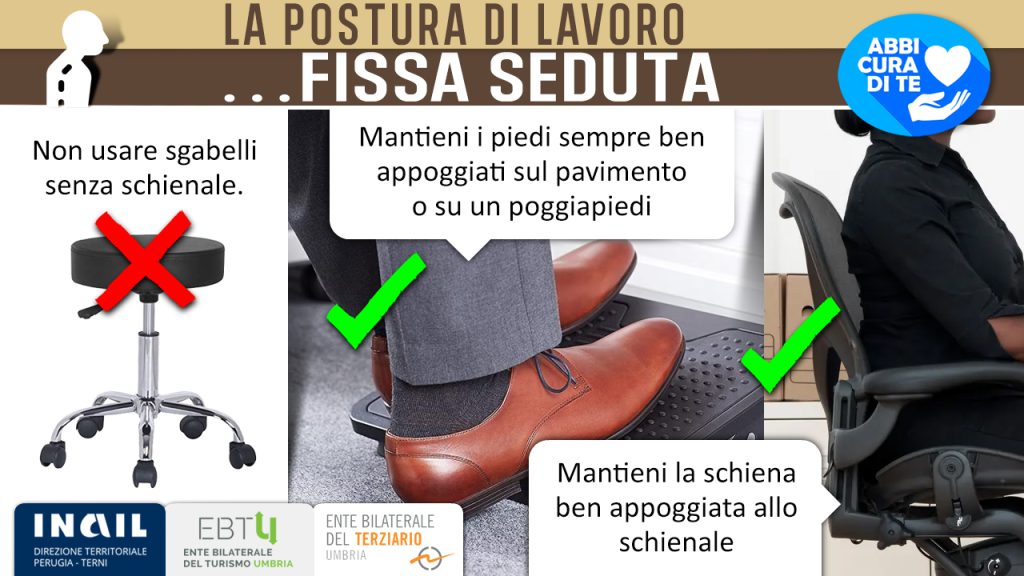 LA POSTURA DI LAVORO
...FISSA SEDUTA
ABBI
CURA
DI TE
Non usare sgabelli
senza schienale.
Mantieni i piedi sempre ben
appoggiati sul pavimento
o su un poggiapiedi
Mantieni la schiena
ben appoggiata allo
schienale
INAIL
DIREZIONE TERRITORIALE
PERUGIA - TERNI
EBT4
ENTE BILATERALE
DEL TURISMO UMBRIA
ENTE BILATERALE
DEL TERZIARIO
UMBRIA